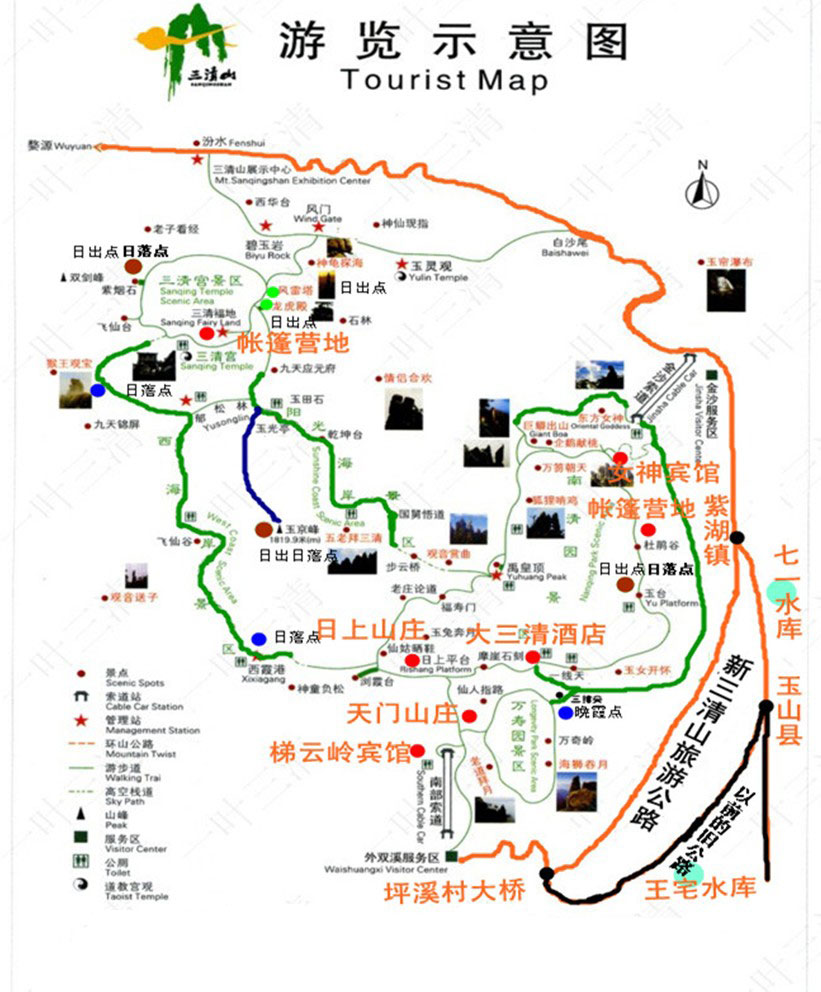 三清山
SANQINGSHAN
游览示意图
Tourist Map
婺源 Wuyuan
汾水 Fenshui
N
三清山展示中心
Mt.Sanqingshan Exhibition Center
西华台
风门
Wind Gate
老子看经
神仙现指
碧玉岩
Biyu Rock
白沙尾
Baishawei
日出点日落点
神龟探海
玉灵观
Yulin Temple
玉帘瀑布
双剑峰
三清宫景区
Sanqing Temple
Scenic Area
紫烟石
风雷塔
日出点
龙虎殿
三清福地
Sanqing Fairy Land
日出点
石林
飞仙台
帐篷营地
三清宫
Sanqing Temple
猴王观宝
日落点
九天应元府
情侣合欢
金沙索道
Jinsha Cable Car
金沙服务区
Jinsha Visitor Center
郁松林
Yusonglin
玉田石
阳光海岸景区
Sunshine Coast Scenic Area
东方女神
Oriental Goddess
九天锦屏
玉光亭
乾坤台
巨蟒出山
Giant Boa
企鹅献桃
西海岸景区
West Coast Scenic Area
万笏朝天
女神宾馆
南清园景区
Nanqing Park Scenic
狐狸啃鸡
帐篷营地
紫湖镇
国舅悟道
玉京峰
1819.9米(m)
五老拜三清
飞仙谷
日出日落点
观音赏曲
杜鹃谷
七一水库
步云桥
禹皇顶
Yuhuang Peak
日出点日落点
观音送子
老庄论道
玉台
Yu Platform
福寿门
日上山庄
玉兔奔月
大三清酒店
日落点
仙姑晒鞋
日上平台
Rishang Platform
摩崖石刻
西霞港
Xixiagang
一线天
玉女开怀
新三清山旅游公路
玉山县
神童负松
浏霞台
仙人指路
三排尖
晚霞点
天门山庄
万寿园景区
Longevity Park Scenic Area
梯云岭宾馆
万奇岭
老道拜月
海狮吞月
南部索道
Southern Cable Car
以前的旧公路
外双溪服务区
Waishuangxi Visitor Center
坪溪村大桥
王宅水库
景点
Scenic Spots
索道站
Cable Car Station
管理站
Management Station
环山公路
Mountain Twist
游步道
Walking Trai
高空栈道
Sky Path
山峰
Peak
服务区
Visitor Center
公厕
Toilet
道教宫观
Taoist Temple